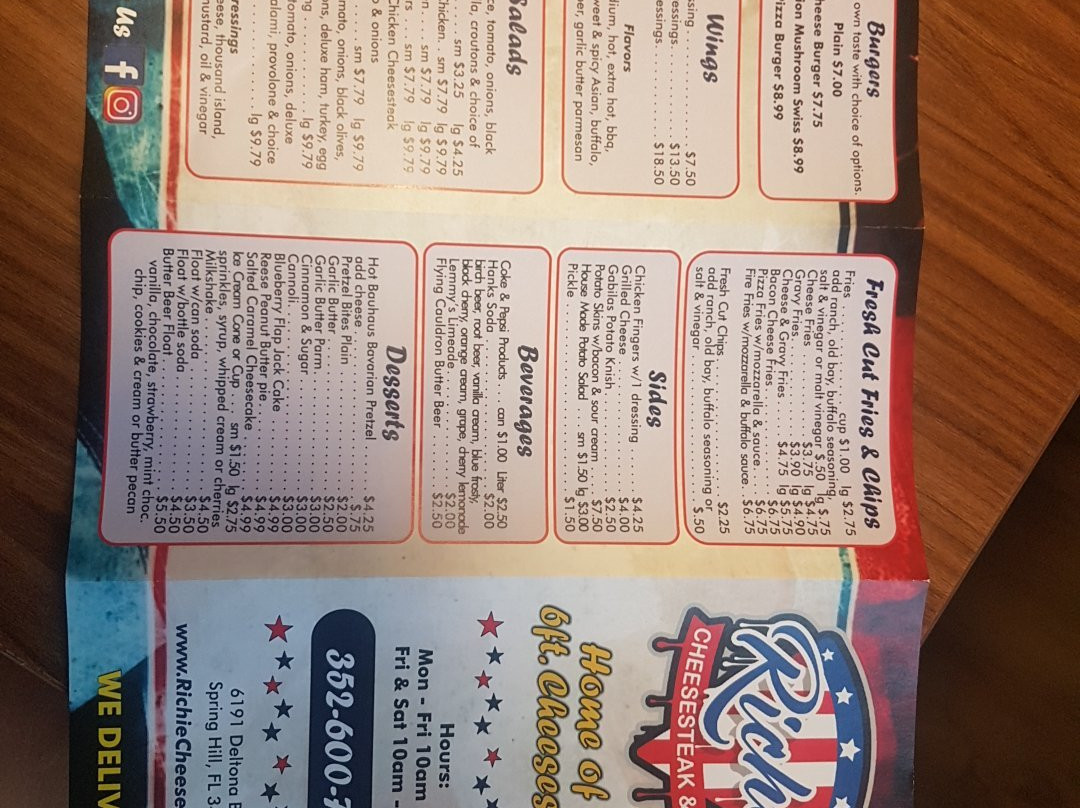 Burgers
own taste with choice of options.
Plain $7.00
heese Burger $7.75
ion Mushroom Swiss $8.99
Pizza Burger $8.99
Wings
ssing . . . $7.50
essings . . . $13.50
essings . . . $18.50
Flavors
dium, hot, extra hot, bbq,
weet & spicy Asian, buffalo,
per, garlic butter parmesan
Salads
ce, tomato, onions, black
lla, croutons & choice of
. . . sm $3.25 lg $4.25
hicken. sm $7.79 lg $9.79
n . . . sm $7.79 lg $9.79
rs sm $7.79 lg $9.79
Chicken Cheesesteak
p & onions
. . . sm $7.79 lg $9.79
mato, onions, black olives,
ons, deluxe ham, turkey, egg
ng . . . lg $9.79
tomato, onions, deluxe
alami, provolone & choice
. . . lg $9.79
ressings
eese, thousand island,
mustard, oil & vinegar
Us
Fresh Cut Fries & Chips
Fries . . . cup $1.00 lg $2.75
add ranch, old bay, buffalo seasoning,
salt & vinegar or malt vinegar $.50 lg $.75
Cheese Fries $3.75 lg $4.75
Gravy Fries . . . $3.90 lg $4.90
Cheese & Gravy Fries . . . $4.75 lg $5.75
Bacon Cheese Fries . . . $6.75
Pizza Fries w/mozzarella & sauce . . . $6.75
Fire Fries w/mozzarella & buffalo sauce . . $6.75
Fresh Cut Chips . . . $2.25
add ranch, old bay, buffalo seasoning or
salt & vinegar . . . $.50
Sides
Chicken Fingers w/1 dressing . . . $4.25
Grilled Cheese . . . $4.00
Gabilas Potato Knish . . . $2.50
Potato Skins w/bacon & sour cream . . . $7.50
House Made Potato Salad sm $1.50 lg $3.00
Pickle . . . $1.50
Beverages
Coke & Pepsi Products . . . can $1.00 Liter $2.50
Hanks Soda . . . $2.00
birch beer, root beer, vanilla cream, blue frosty,
black cherry, orange cream, grape, cherry lemonade
Lemmy's Limeade . . . $2.00
Flying Cauldron Butter Beer . . . $2.50
Desserts
Hot Bauhaus Bavarian Pretzel $4.25
add cheese . . . $.75
Pretzel Bites Plain . . . $2.00
Garlic Butter . . . $2.50
Garlic Butter Parm . . . $3.00
Cinnamon & Sugar . . . $3.00
Cannoli . . . $3.00
Blueberry Flap Jack Cake . . . $4.99
Reese Peanut Butter pie . . . $4.99
Salted Caramel Cheesecake . . . $4.99
Ice Cream . Cone or Cup . . . sm $1.50 lg $2.75
sprinkles, syrup, whipped cream or cherries
Milkshake . . . $4.50
Float w/can soda . . . $3.50
Float w/bottle soda . . . $4.50
Butter Beer Float . . . $5.50
vanilla, chocolate, strawberry, mint choc.
chip, cookies & cream or butter pecan
Rich
CHEESESTEAK &
Home of
6ft. Cheeses
Hours:
Mon - Fri 10am
Fri & Sat 10am -
352-600-7
6191 Deltona B
Spring Hill, FL 3
www.RichieCheese
WE DELIV